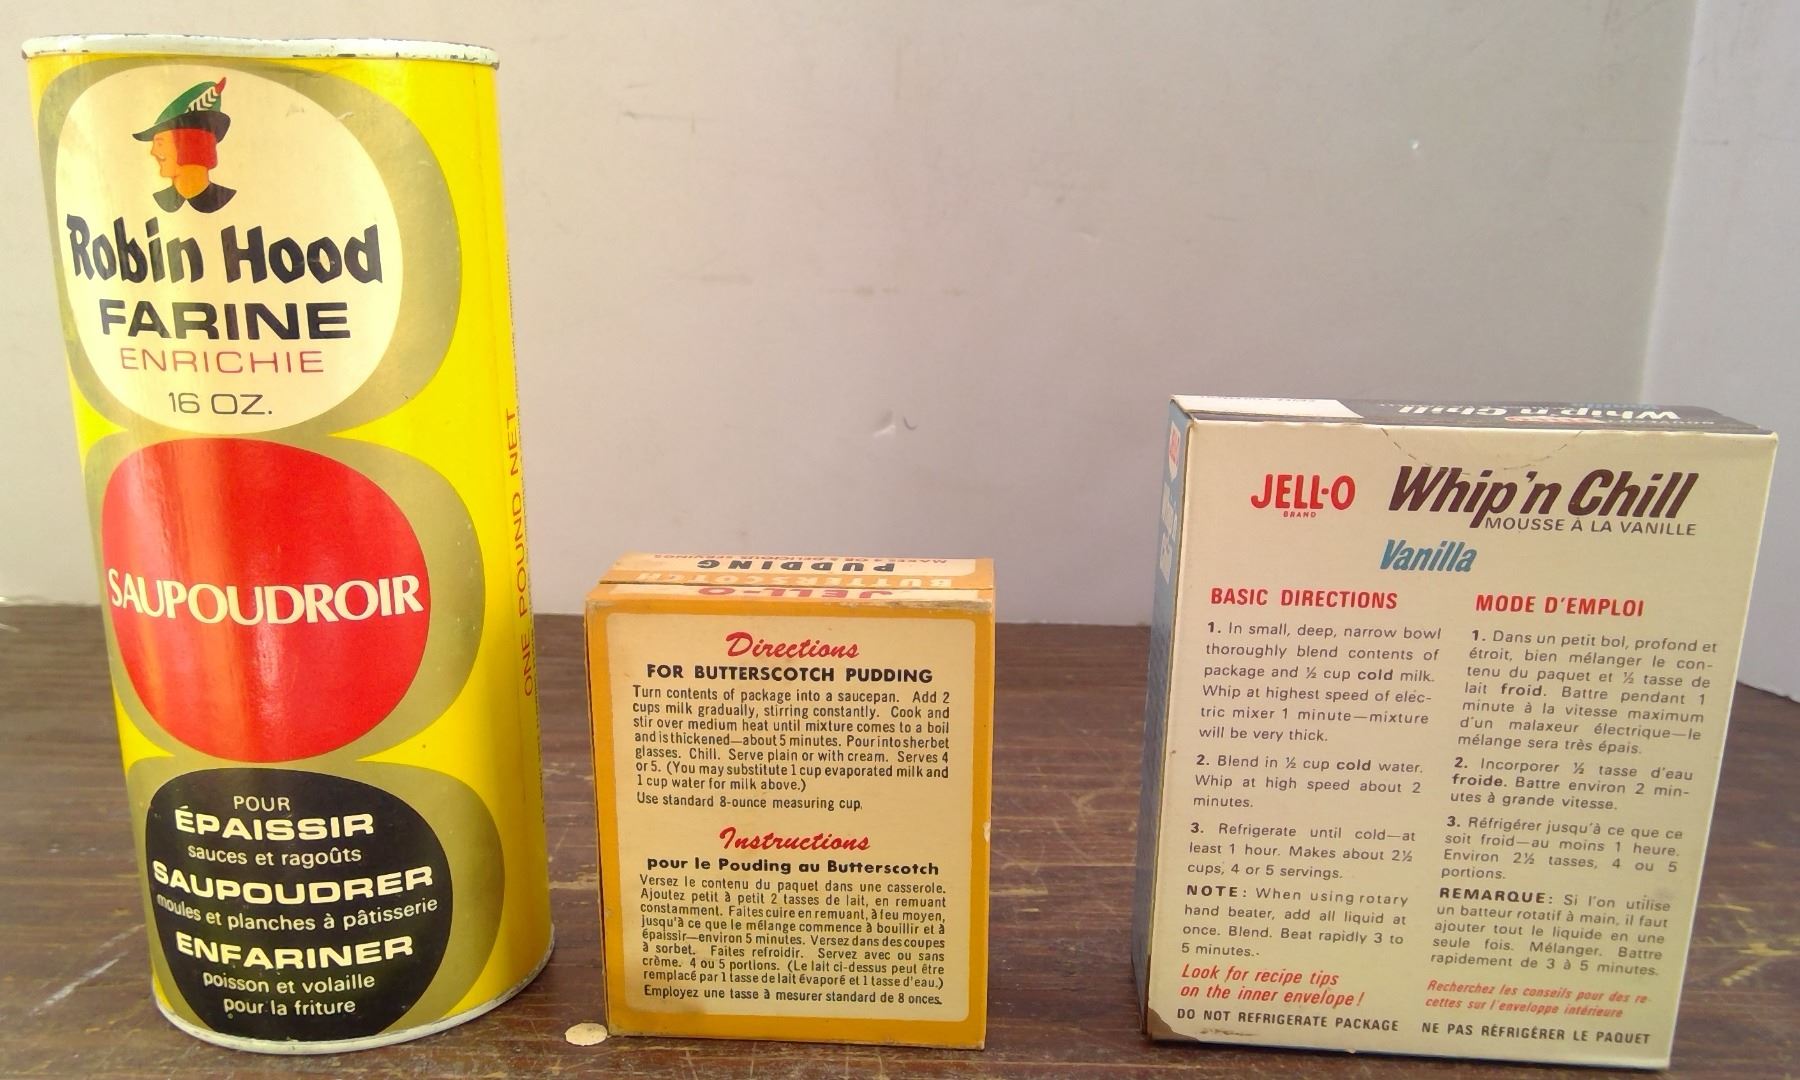 Robin Hood
FARINE
ENRICHIE
16 OZ.
SAUPOUDROIR
POUR
ÉPAISSIR
sauces et ragoûts
SAUPOUDRER
moules et planches à pâtisserie
ENFARINER
poisson et volaille
pour la friture
ONE POUND NET
MAKES 4 OR 5 DELICIOUS SERVINGS
PUDDING
BUTTERSCOTCH
JELL-O
Directions
FOR BUTTERSCOTCH PUDDING
Turn contents of package into a saucepan. Add 2
cups milk gradually, stirring constantly. Cook and
stir over medium heat until mixture comes to a boil
and is thickened—about 5 minutes. Pour into sherbet
glasses. Chill. Serve plain or with cream. Serves 4
or 5. (You may substitute 1 cup evaporated milk and
1 cup water for milk above.)
Use standard 8-ounce measuring cup.
Instructions
pour le Pouding au Butterscotch
Versez le contenu du paquet dans une casserole.
Ajoutez petit à petit 2 tasses de lait, en remuant
constamment. Faites cuire en remuant, à feu moyen,
jusqu'à ce que le mélange commence à bouillir et à
épaissir—environ 5 minutes. Versez dans des coupes
à sorbet. Faites refroidir. Servez avec ou sans
crème. 4 ou 5 portions. (Le lait ci-dessus peut être
remplacé par 1 tasse de lait évaporé et 1 tasse d'eau.)
Employez une tasse à mesurer standard de 8 onces.
Whip'n Chill
JELL-O
BRAND
Whip'n Chill
MOUSSE À LA VANILLE
Vanilla
BASIC DIRECTIONS
1. In small, deep, narrow bowl
thoroughly blend contents of
package and ½ cup cold milk.
Whip at highest speed of elec-
tric mixer 1 minute—mixture
will be very thick.
2. Blend in ½ cup cold water.
Whip at high speed about 2
minutes.
3. Refrigerate until cold—at
least 1 hour. Makes about 2½
cups, 4 or 5 servings.
NOTE: When using rotary
hand beater, add all liquid at
once. Blend. Beat rapidly 3 to
5 minutes.
Look for recipe tips
on the inner envelope!
DO NOT REFRIGERATE PACKAGE
MODE D'EMPLOI
1. Dans un petit bol, profond et
étroit, bien mélanger le con-
tenu du paquet et ½ tasse de
lait froid. Battre pendant 1
minute à la vitesse maximum
d'un malaxeur électrique—le
mélange sera très épais.
2. Incorporer ½ tasse d'eau
froide. Battre environ 2 min-
utes à grande vitesse.
3. Réfrigérer jusqu'à ce que ce
soit froid—au moins 1 heure.
Environ 2½ tasses, 4 ou 5
portions.
REMARQUE: Si l'on utilise
un batteur rotatif à main, il faut
ajouter tout le liquide en une
seule fois. Mélanger. Battre
rapidement de 3 à 5 minutes.
Recherchez les conseils pour des re-
cettes sur l'enveloppe intérieure
NE PAS RÉFRIGÉRER LE PAQUET